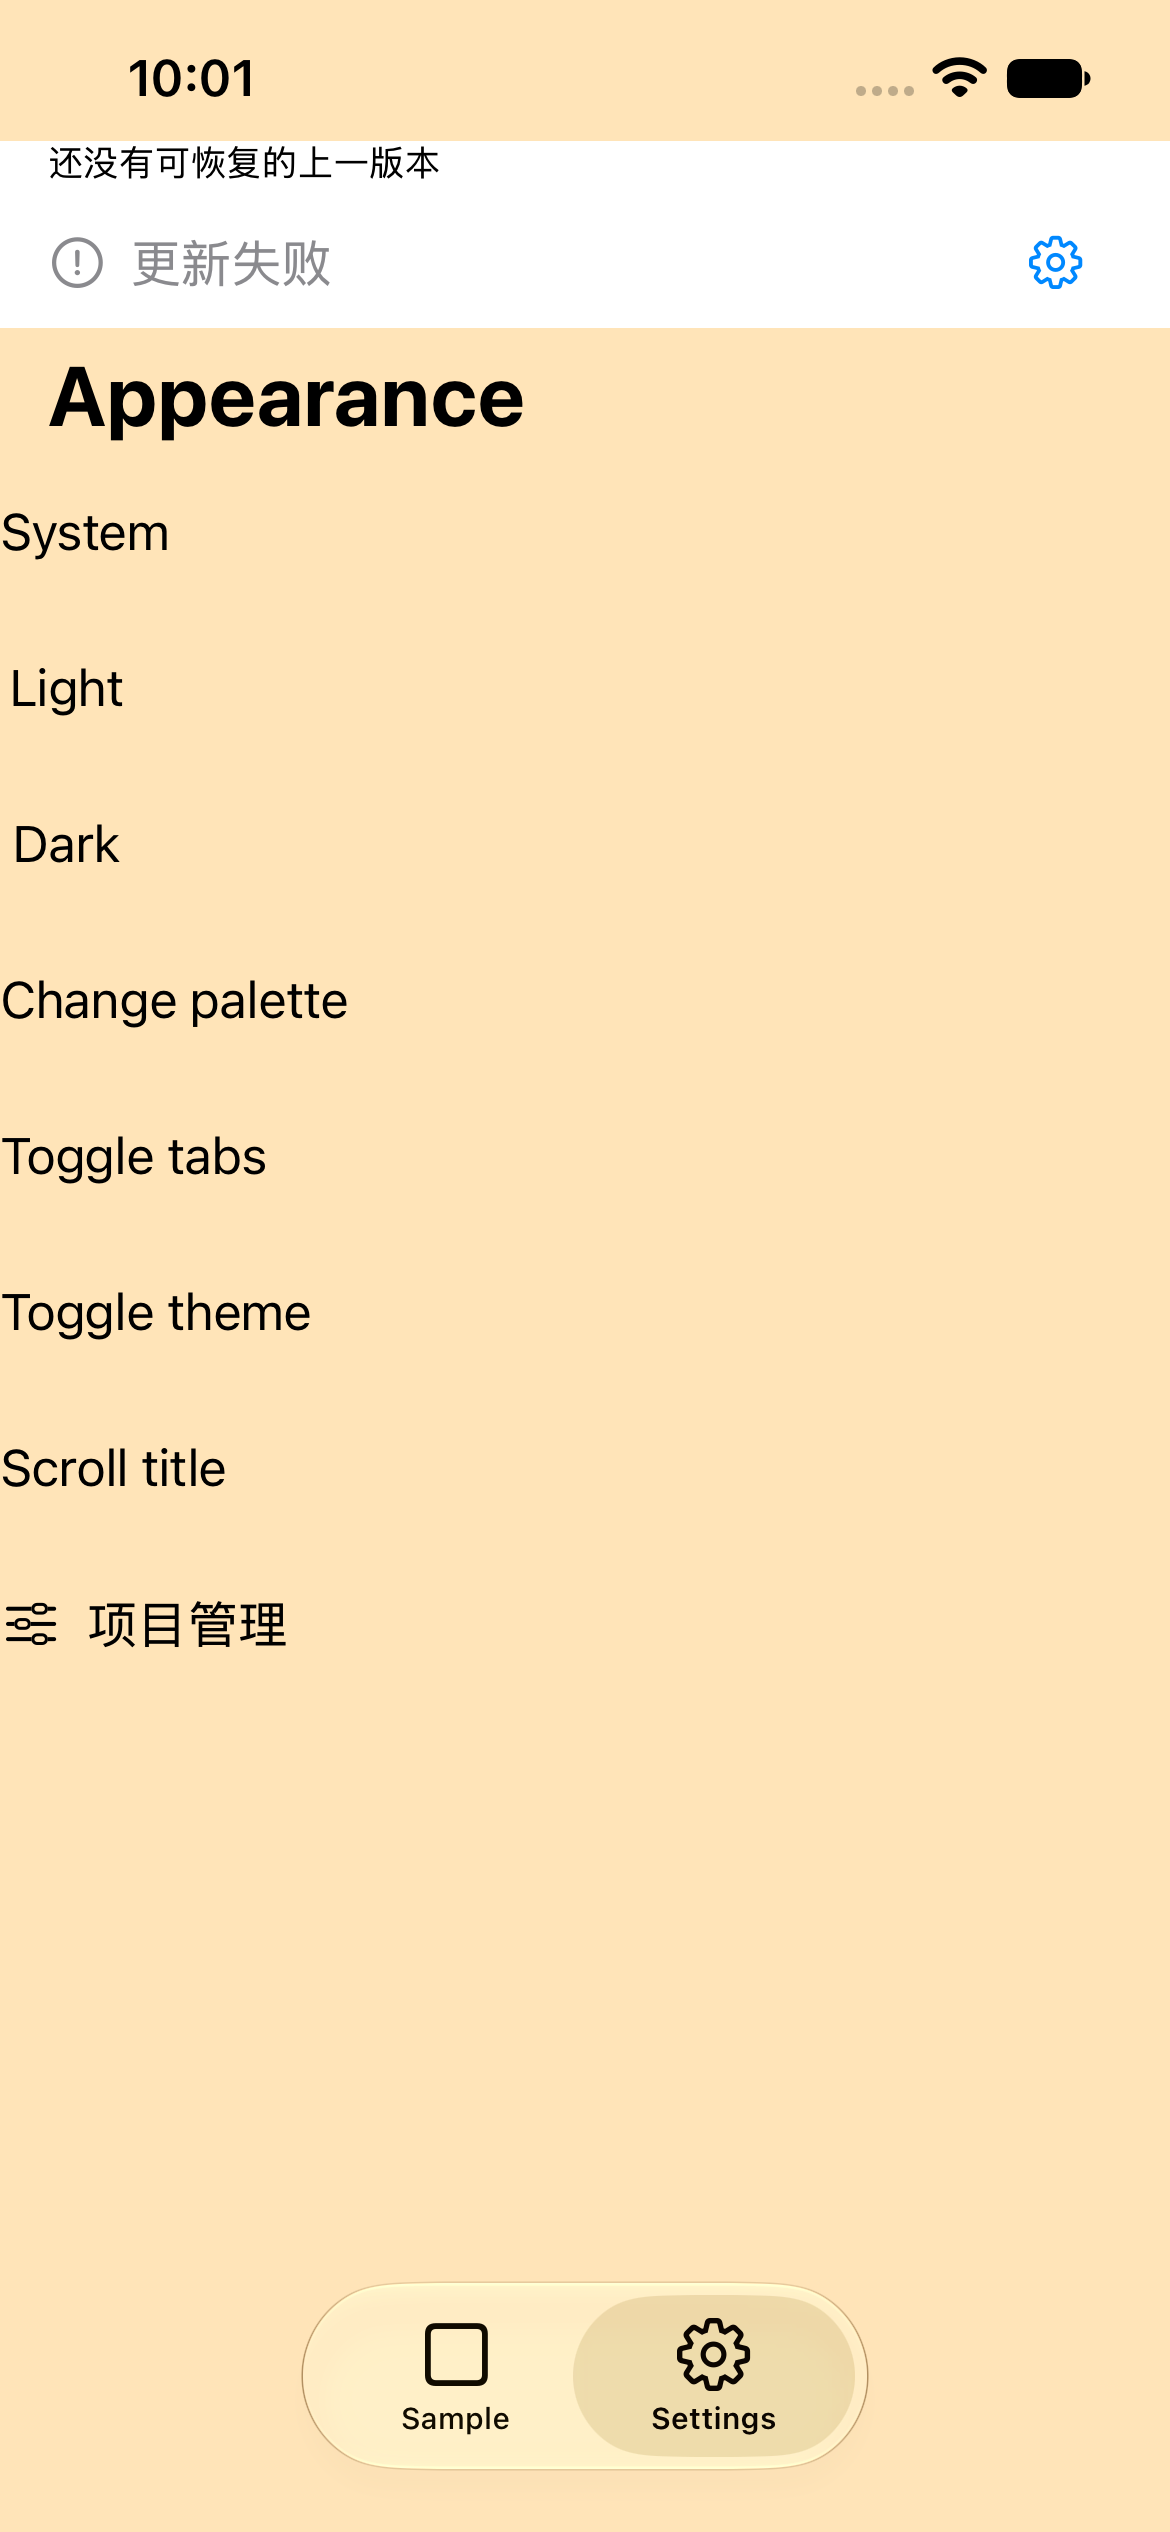 10:01
还没有可恢复的上一版本
更新失败
Appearance
System
Light
Dark
Change palette
Toggle tabs
Toggle theme
Scroll title
项目管理
Sample
Settings